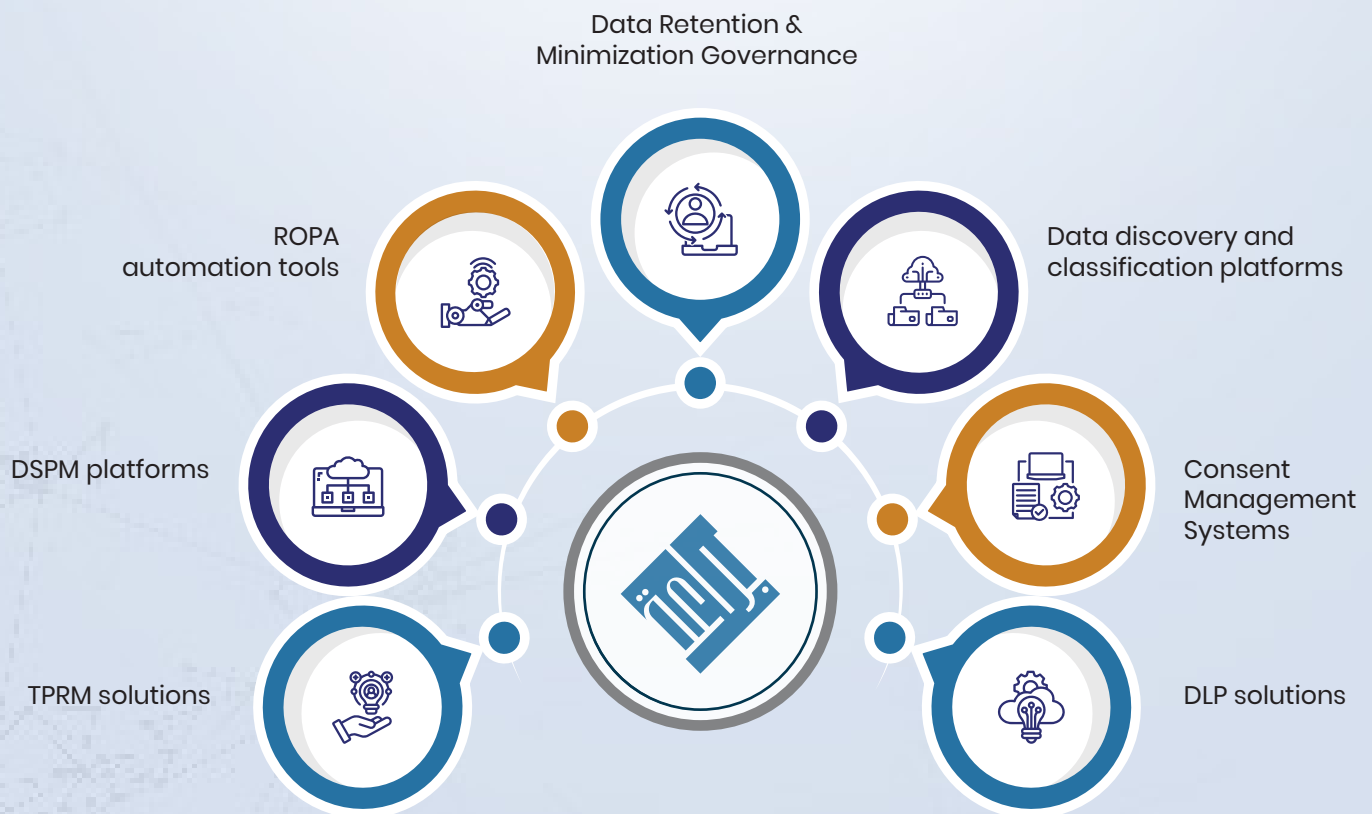 Data Retention &
Minimization Governance
ROPA
automation tools
Data discovery and
classification platforms
DSPM platforms
Consent
Management
Systems
TPRM solutions
DLP solutions